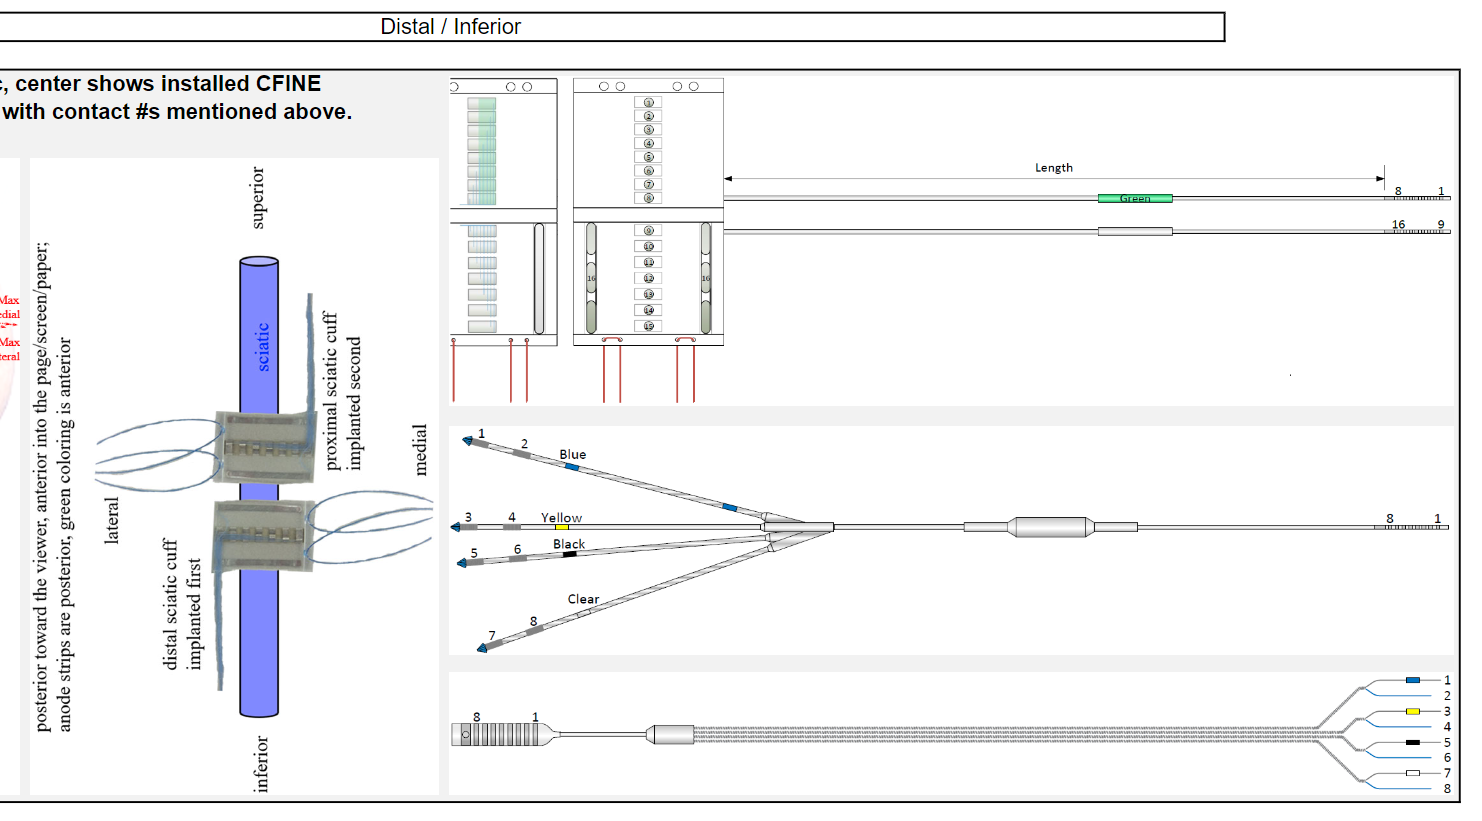 Distal / Inferior
, center shows installed CFINE
with contact #s mentioned above.
Max
edial
Max
teral
posterior toward the viewer, anterior into the page/screen/paper;
anode strips are posterior, green coloring is anterior
superior
sciatic
proximal sciatic cuff
implanted second
medial
lateral
distal sciatic cuff
implanted first
inferior
1
2
3
4
5
6
7
8
9
10
11
12
13
14
15
16
16
Length
Green
8 1
16 9
1
2
Blue
3 4 Yellow
5 6 Black
Clear
7 8
8 1
8 1
1
2
3
4
5
6
7
8